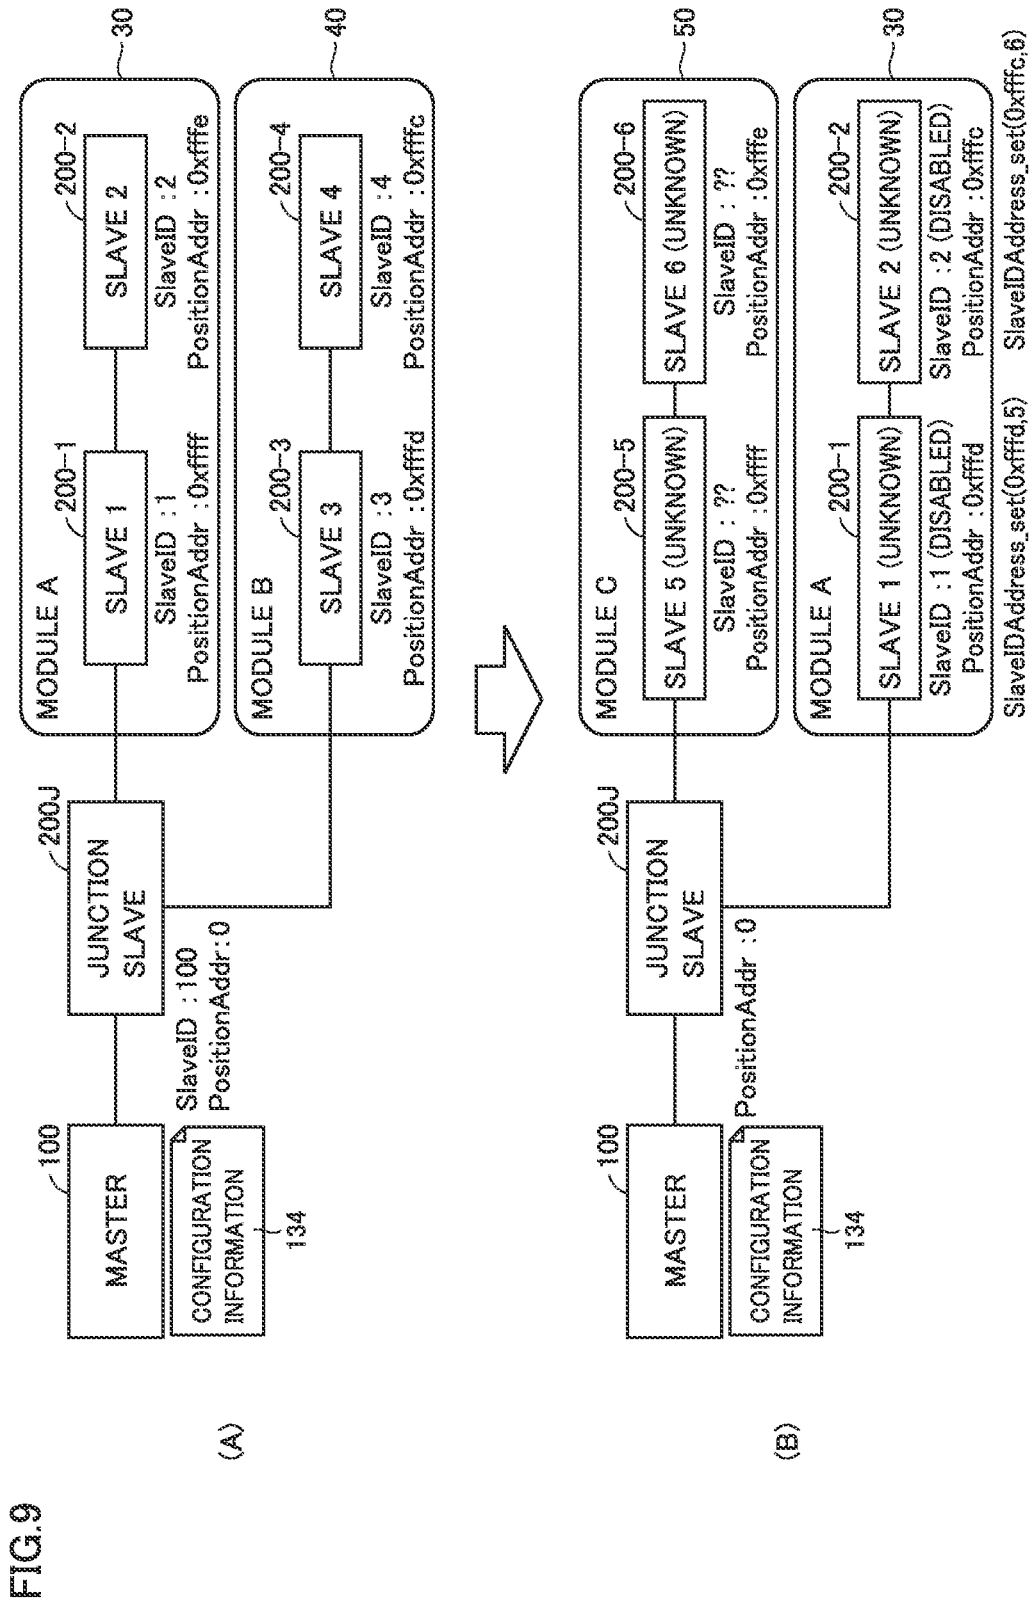 FIG.9
(A)
100
MASTER
CONFIGURATION
INFORMATION
134
200J
JUNCTION
SLAVE
SlaveID : 100
PositionAddr:0
MODULE A
30
200-1
SLAVE 1
SlaveID :1
PositionAddr :0xffff
200-2
SLAVE 2
SlaveID :2
PositionAddr :0xfffe
MODULE B
40
200-3
SLAVE 3
SlaveID :3
PositionAddr :0xfffd
200-4
SLAVE 4
SlaveID :4
PositionAddr :0xfffc
(B)
100
MASTER
CONFIGURATION
INFORMATION
134
200J
JUNCTION
SLAVE
PositionAddr :0
MODULE C
50
200-5
SLAVE 5 (UNKNOWN)
SlaveID : ??
PositionAddr :0xffff
200-6
SLAVE 6 (UNKNOWN)
SlaveID : ??
PositionAddr :0xfffe
MODULE A
30
200-1
SLAVE 1 (UNKNOWN)
SlaveID :1 (DISABLED)
PositionAddr :0xfffd
SlaveIDAddress_set(0xfffd,5)
200-2
SLAVE 2 (UNKNOWN)
SlaveID :2 (DISABLED)
PositionAddr :0xfffc
SlaveIDAddress_set(0xfffc,6)